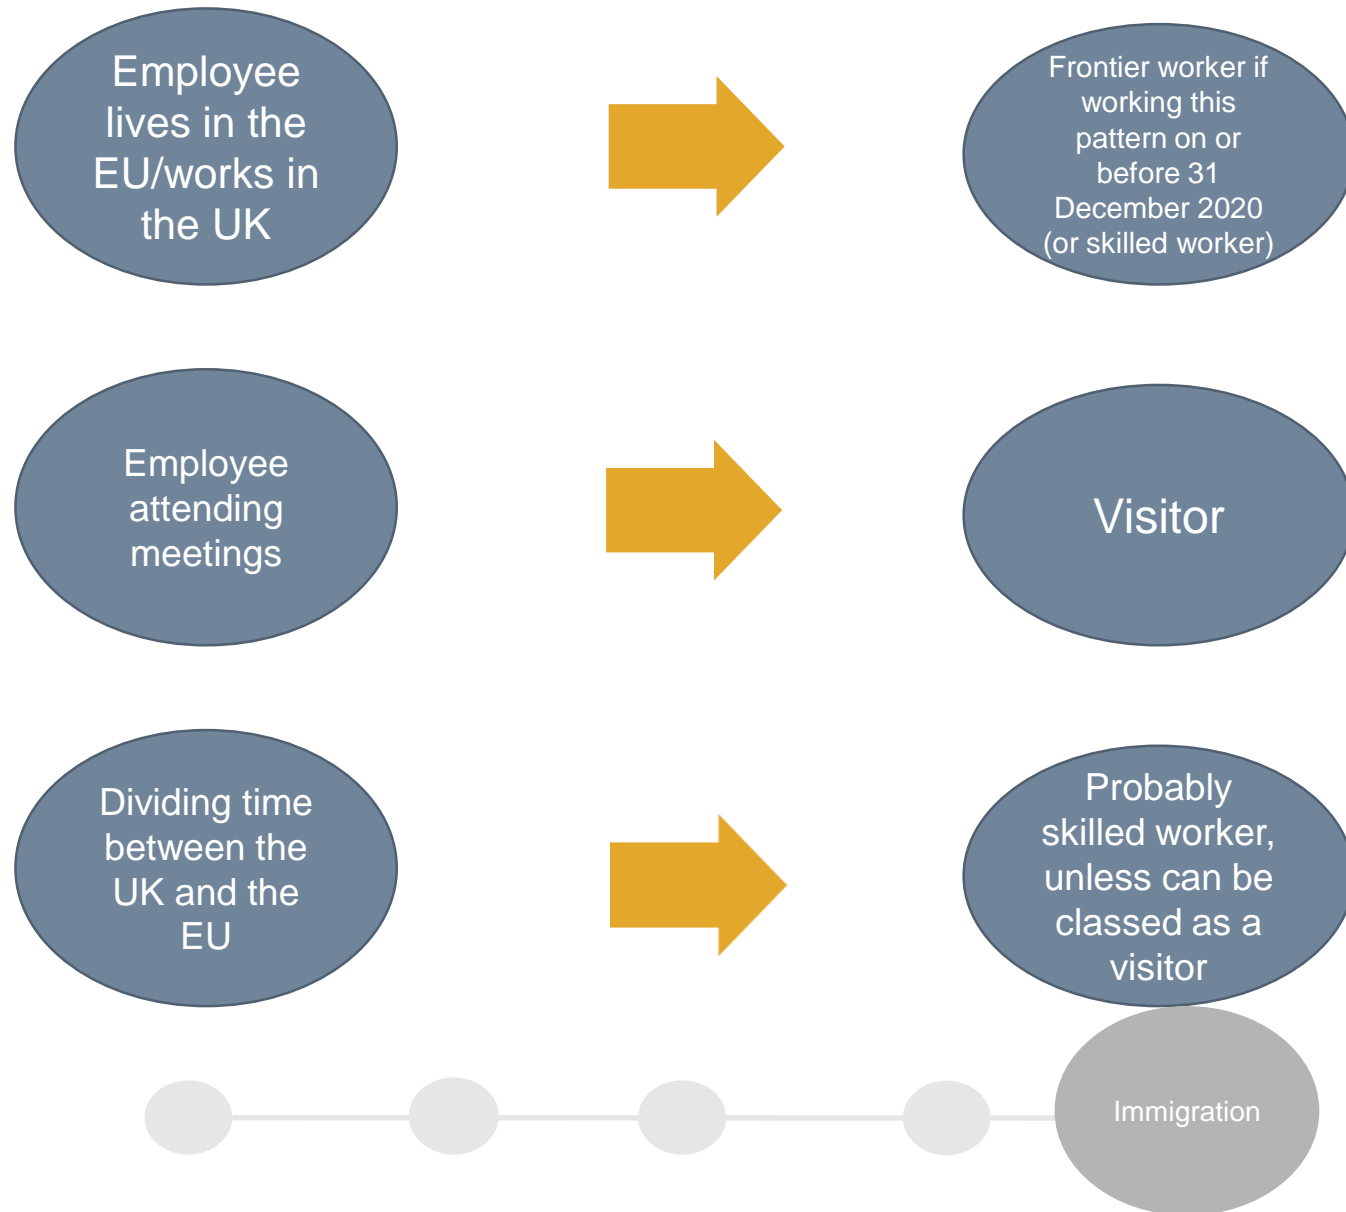 Employee
lives in the
EU/works in
the UK
Frontier worker if
working this
pattern on or
before 31
December 2020
(or skilled worker)
Employee
attending
meetings
Visitor
Dividing time
between the
UK and the
EU
Probably
skilled worker,
unless can be
classed as a
visitor
Immigration